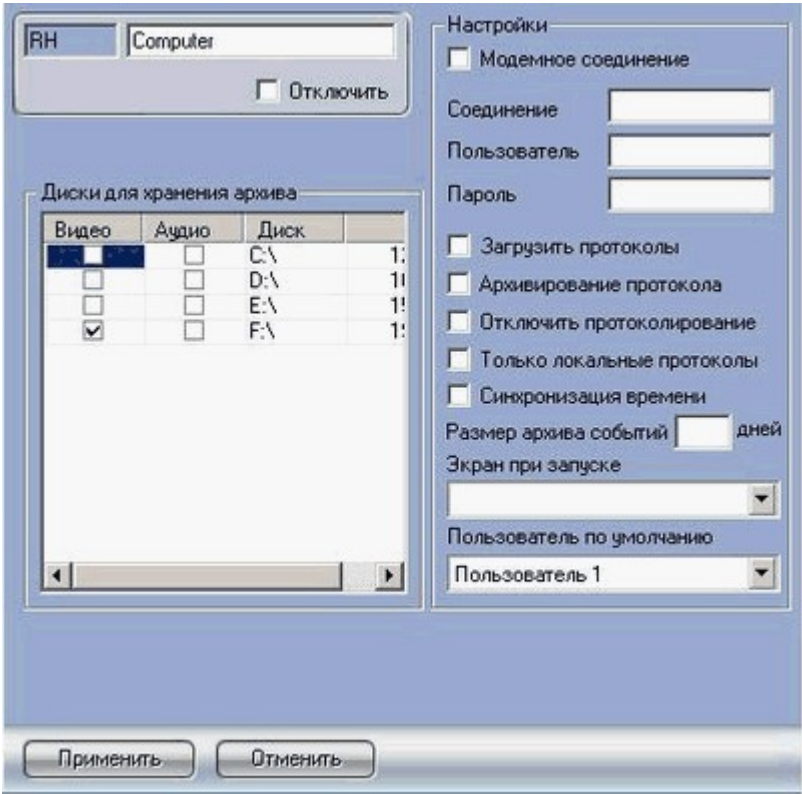 RH Computer
Отключить
Диски для хранения архива
Видео Аудио Диск
C:\
D:\
E:\
F:\
Настройки
Модемное соединение
Соединение
Пользователь
Пароль
Загрузить протоколы
Архивирование протокола
Отключить протоколирование
Только локальные протоколы
Синхронизация времени
Размер архива событий дней
Экран при запуске
Пользователь по умолчанию
Пользователь 1
Применить Отменить